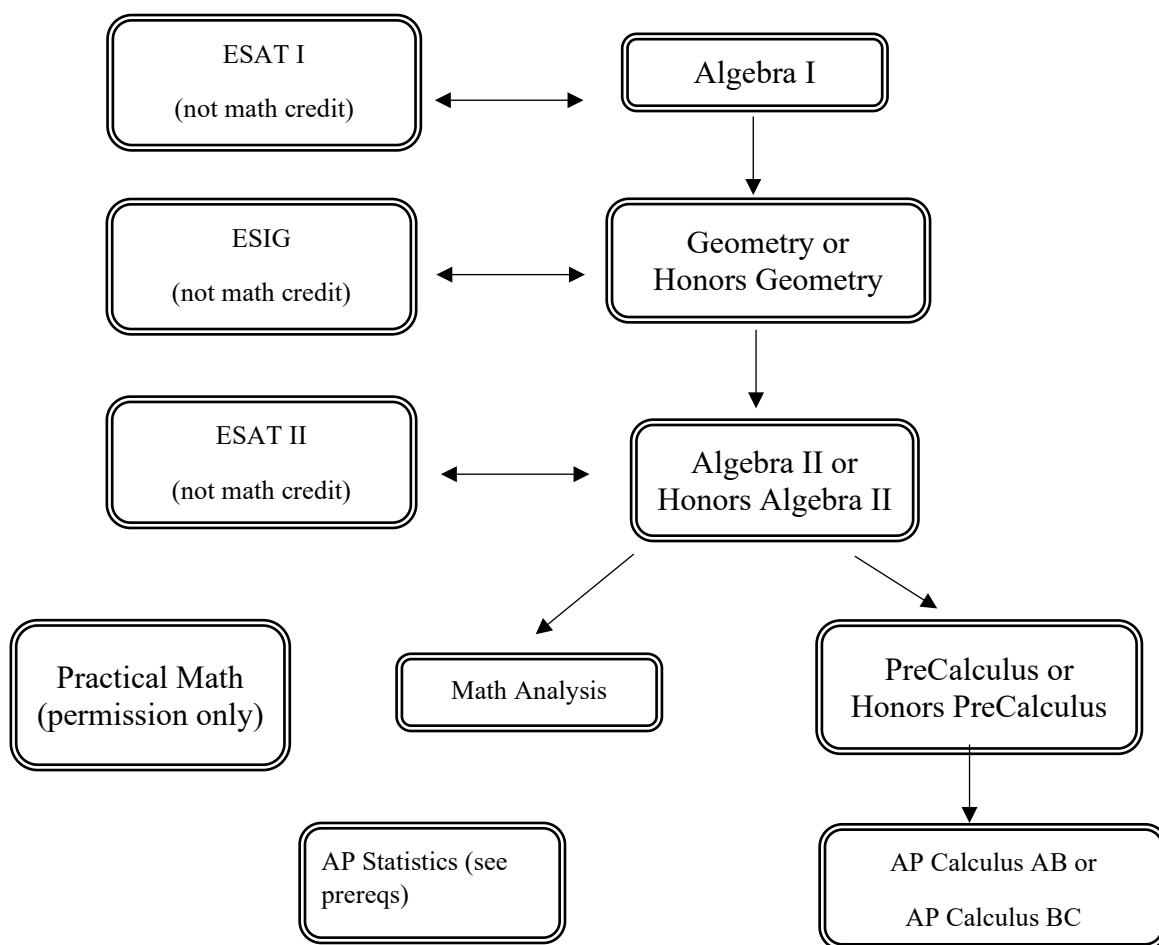 ESAT I
(not math credit)
Algebra I
ESIG
(not math credit)
Geometry or
Honors Geometry
ESAT II
(not math credit)
Algebra II or
Honors Algebra II
Practical Math
(permission only)
Math Analysis
PreCalculus or
Honors PreCalculus
AP Statistics (see
prereqs)
AP Calculus AB or
AP Calculus BC